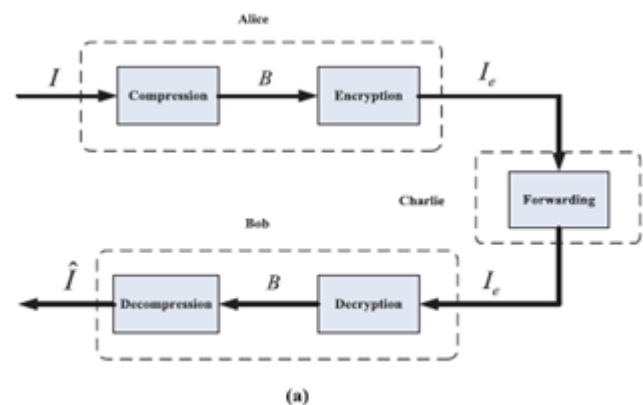 Alice
I
Compression
B
Encryption
I_e
Charlie
Forwarding
Bob
Î
Decompression
B
Decryption
I_e
(a)